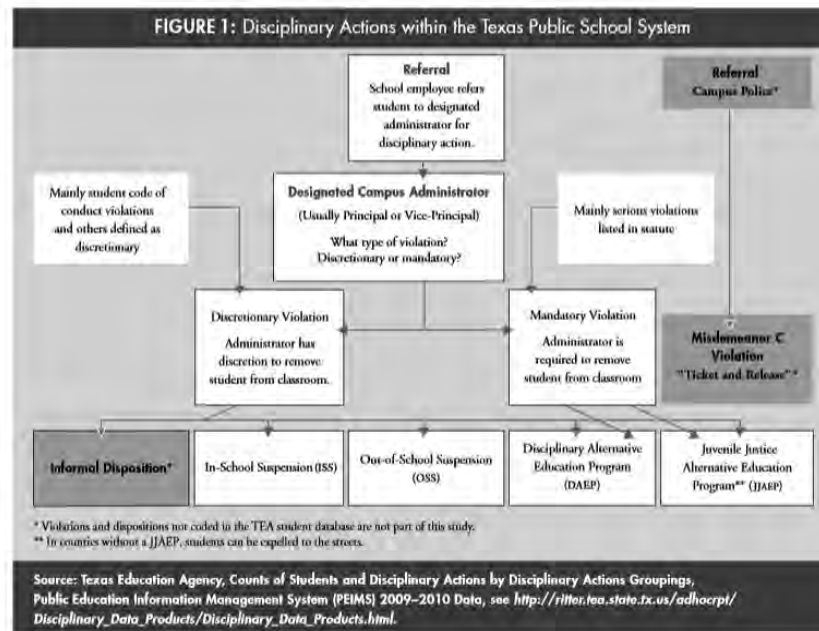 FIGURE 1: Disciplinary Actions within the Texas Public School System
Referral
School employee refers
student to designated
administrator for
disciplinary action.
Referral
Campus Police*
Mainly student code of
conduct violations
and others defined as
discretionary
Designated Campus Administrator
(Usually Principal or Vice-Principal)
What type of violation?
Discretionary or mandatory?
Mainly serious violations
listed in statute
Discretionary Violation
Administrator has
discretion to remove
student from classroom.
Mandatory Violation
Administrator is
required to remove
student from classroom
Misdemeanor C
Violation
"Ticket and Release"*
Informal Disposition*
In-School Suspension (ISS)
Out-of-School Suspension
(OSS)
Disciplinary Alternative
Education Program
(DAEP)
Juvenile Justice
Alternative Education
Program** (JJAEP)
* Violations and dispositions not coded in the TEA student database are not part of this study.
** In counties without a JJAEP, students can be expelled to the streets.
Source: Texas Education Agency, Counts of Students and Disciplinary Actions by Disciplinary Actions Groupings,
Public Education Information Management System (PEIMS) 2009–2010 Data, see http://ritter.tea.state.tx.us/adhocrpt/
Disciplinary_Data_Products/Disciplinary_Data_Products.html.